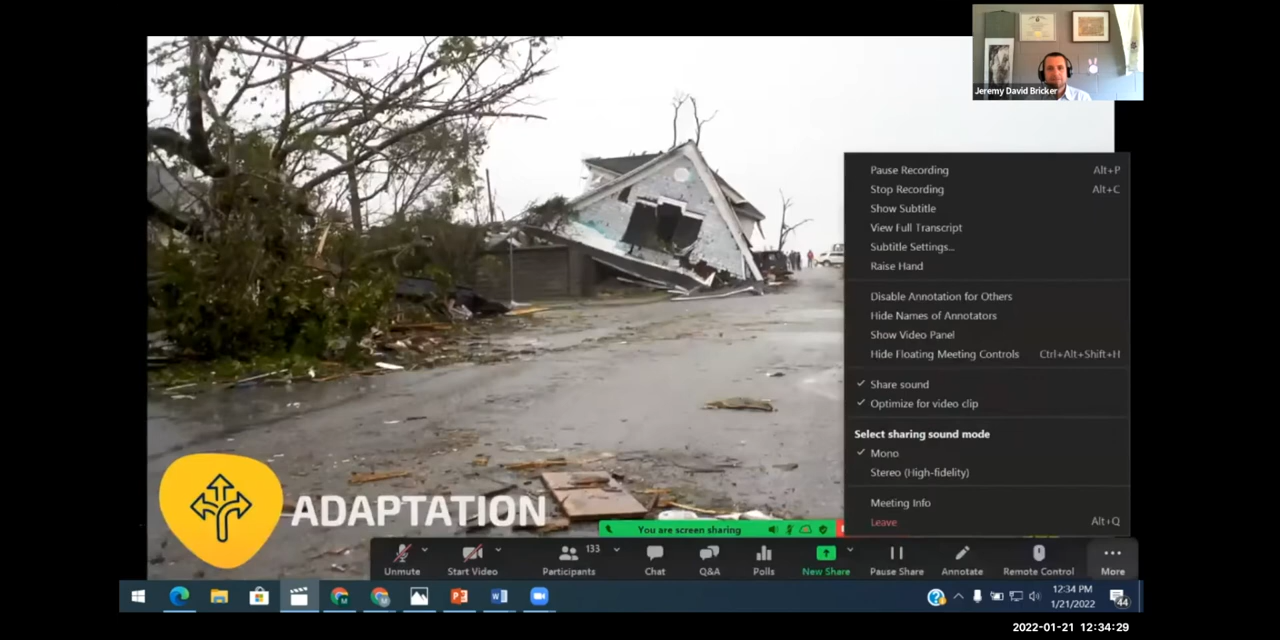 Jeremy David Bricker
Pause Recording Alt+P
Stop Recording Alt+C
Show Subtitle
View Full Transcript
Subtitle Settings...
Raise Hand
Disable Annotation for Others
Hide Names of Annotators
Show Video Panel
Hide Floating Meeting Controls Ctrl+Alt+Shift+H
Share sound
Optimize for video clip
Select sharing sound mode
Mono
Stereo (High-fidelity)
Meeting Info
Leave Alt+Q
ADAPTATION
You are screen sharing
133
Unmute Start Video Participants Chat Q&A Polls New Share Pause Share Annotate Remote Control More
12:34 PM
1/21/2022
44
2022-01-21 12:34:29